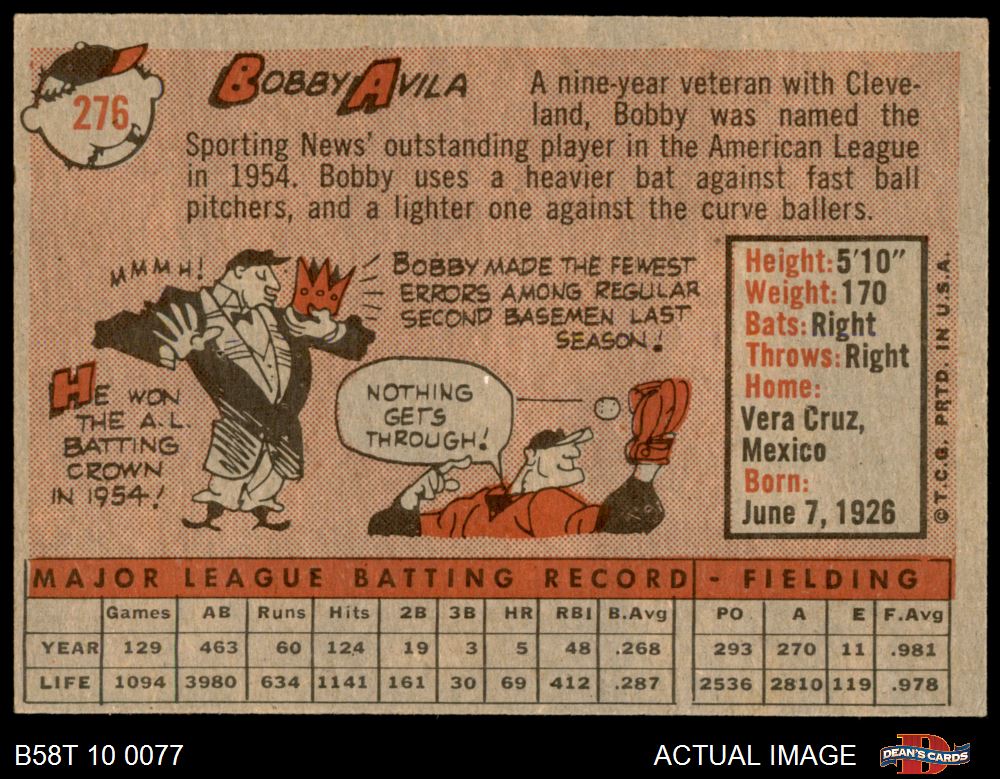 276
BOBBY AVILA
A nine-year veteran with Cleve-
land, Bobby was named the
Sporting News' outstanding player in the American League
in 1954. Bobby uses a heavier bat against fast ball
pitchers, and a lighter one against the curve ballers.
MMMH!
BOBBY MADE THE FEWEST
ERRORS AMONG REGULAR
SECOND BASEMEN LAST
SEASON!
HE WON
THE A.L.
BATTING
CROWN
IN 1954!
NOTHING
GETS
THROUGH!
Height: 5'10"
Weight: 170
Bats: Right
Throws: Right
Home:
Vera Cruz,
Mexico
Born:
June 7, 1926
© T.C.G. PRTD. IN U.S.A.
MAJOR LEAGUE BATTING RECORD - FIELDING
Games AB Runs Hits 2B 3B HR RBI B.Avg PO A E F.Avg
YEAR 129 463 60 124 19 3 5 48 .268 293 270 11 .981
LIFE 1094 3980 634 1141 161 30 69 412 .287 2536 2810 119 .978
B58T 10 0077
ACTUAL IMAGE
D
DEAN'S CARDS